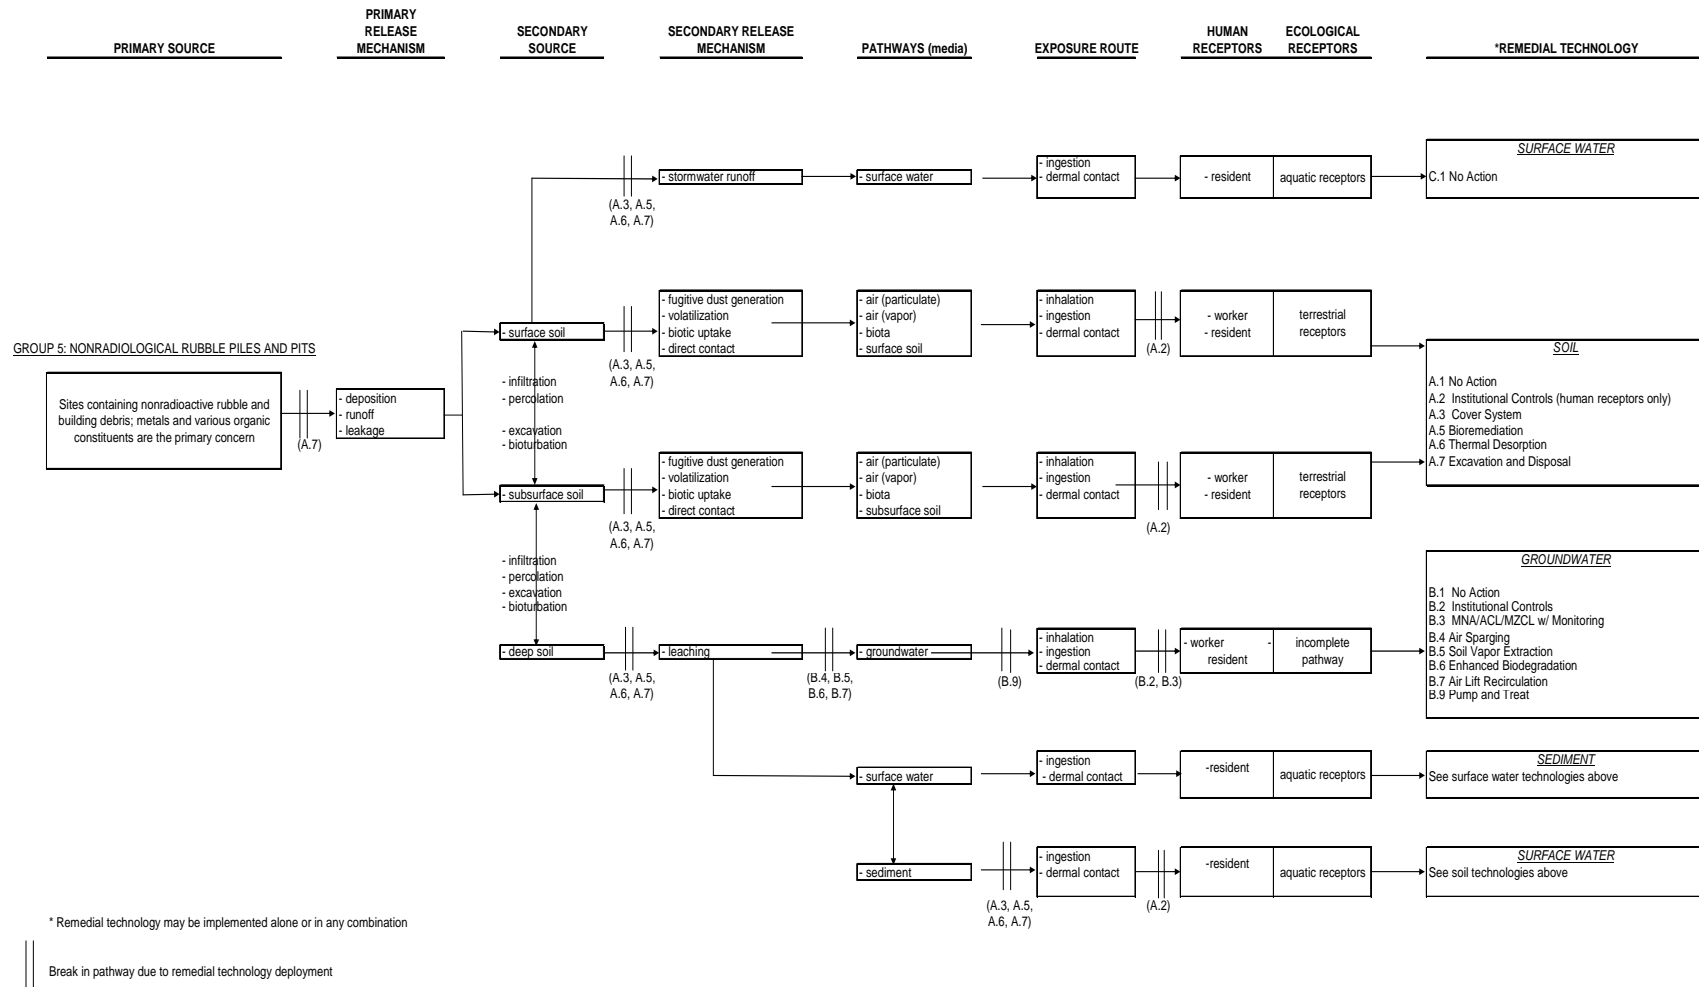 PRIMARY SOURCE
PRIMARY
RELEASE
MECHANISM
SECONDARY
SOURCE
SECONDARY RELEASE
MECHANISM
PATHWAYS (media)
EXPOSURE ROUTE
HUMAN
RECEPTORS
ECOLOGICAL
RECEPTORS
*REMEDIAL TECHNOLOGY
(A.3, A.5,
A.6, A.7)
- stormwater runoff
- surface water
- ingestion
- dermal contact
- resident
aquatic receptors
SURFACE WATER
C.1 No Action
GROUP 5: NONRADIOLOGICAL RUBBLE PILES AND PITS
Sites containing nonradioactive rubble and
building debris; metals and various organic
constituents are the primary concern
(A.7)
- deposition
- runoff
- leakage
- surface soil
(A.3, A.5,
A.6, A.7)
- fugitive dust generation
- volatilization
- biotic uptake
- direct contact
- air (particulate)
- air (vapor)
- biota
- surface soil
- inhalation
- ingestion
- dermal contact
(A.2)
- worker
- resident
terrestrial
receptors
SOIL
A.1 No Action
A.2 Institutional Controls (human receptors only)
A.3 Cover System
A.5 Bioremediation
A.6 Thermal Desorption
A.7 Excavation and Disposal
- infiltration
- percolation
- excavation
- bioturbation
- subsurface soil
(A.3, A.5,
A.6, A.7)
- fugitive dust generation
- volatilization
- biotic uptake
- direct contact
- air (particulate)
- air (vapor)
- biota
- subsurface soil
- inhalation
- ingestion
- dermal contact
(A.2)
- worker
- resident
terrestrial
receptors
- infiltration
- percolation
- excavation
- bioturbation
- deep soil
(A.3, A.5,
A.6, A.7)
- leaching
(B.4, B.5,
B.6, B.7)
- groundwater
(B.9)
- inhalation
- ingestion
- dermal contact
(B.2, B.3)
- worker -
resident
incomplete
pathway
GROUNDWATER
B.1 No Action
B.2 Institutional Controls
B.3 MNA/ACL/MZCL w/ Monitoring
B.4 Air Sparging
B.5 Soil Vapor Extraction
B.6 Enhanced Biodegradation
B.7 Air Lift Recirculation
B.9 Pump and Treat
- surface water
- ingestion
- dermal contact
-resident
aquatic receptors
SEDIMENT
See surface water technologies above
- sediment
(A.3, A.5,
A.6, A.7)
- ingestion
- dermal contact
(A.2)
-resident
aquatic receptors
SURFACE WATER
See soil technologies above
* Remedial technology may be implemented alone or in any combination
Break in pathway due to remedial technology deployment